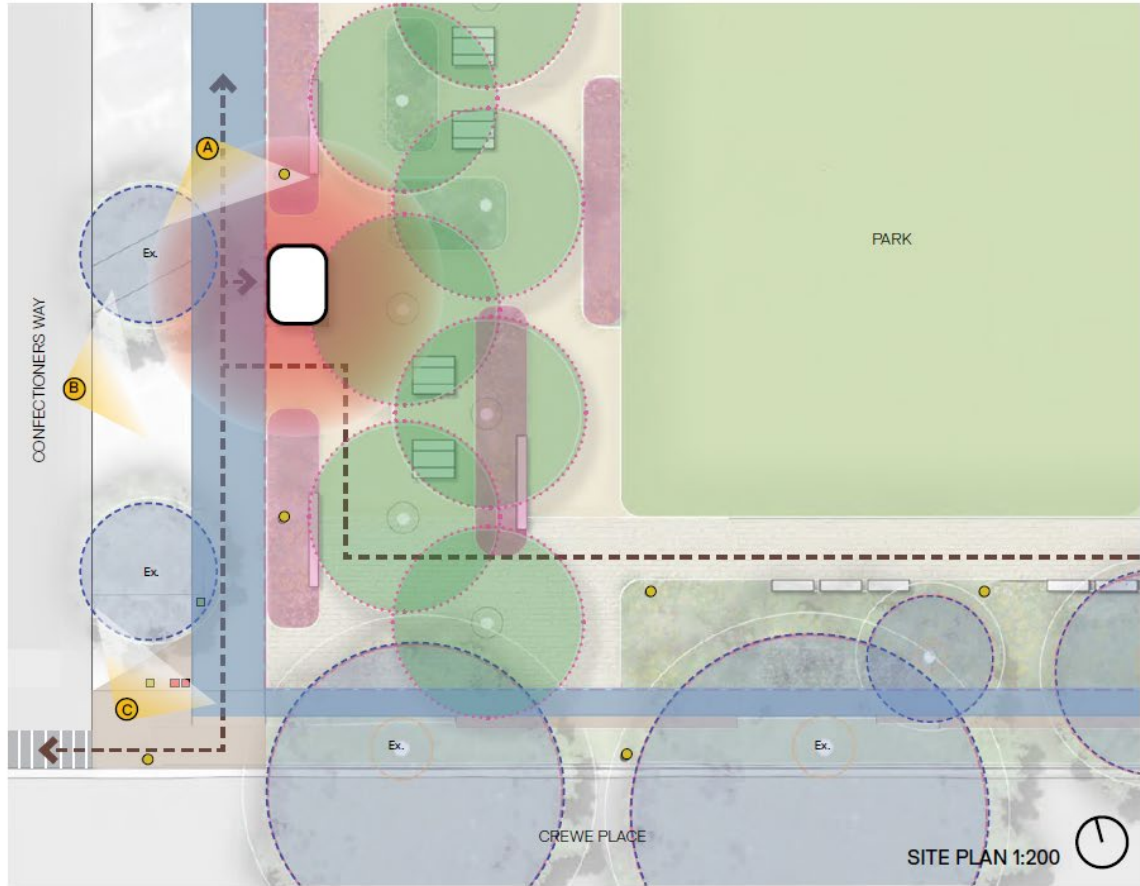 A
Ex.
PARK
CONFECTIONERS WAY
B
Ex.
C
Ex.
Ex.
CREWE PLACE
SITE PLAN 1:200